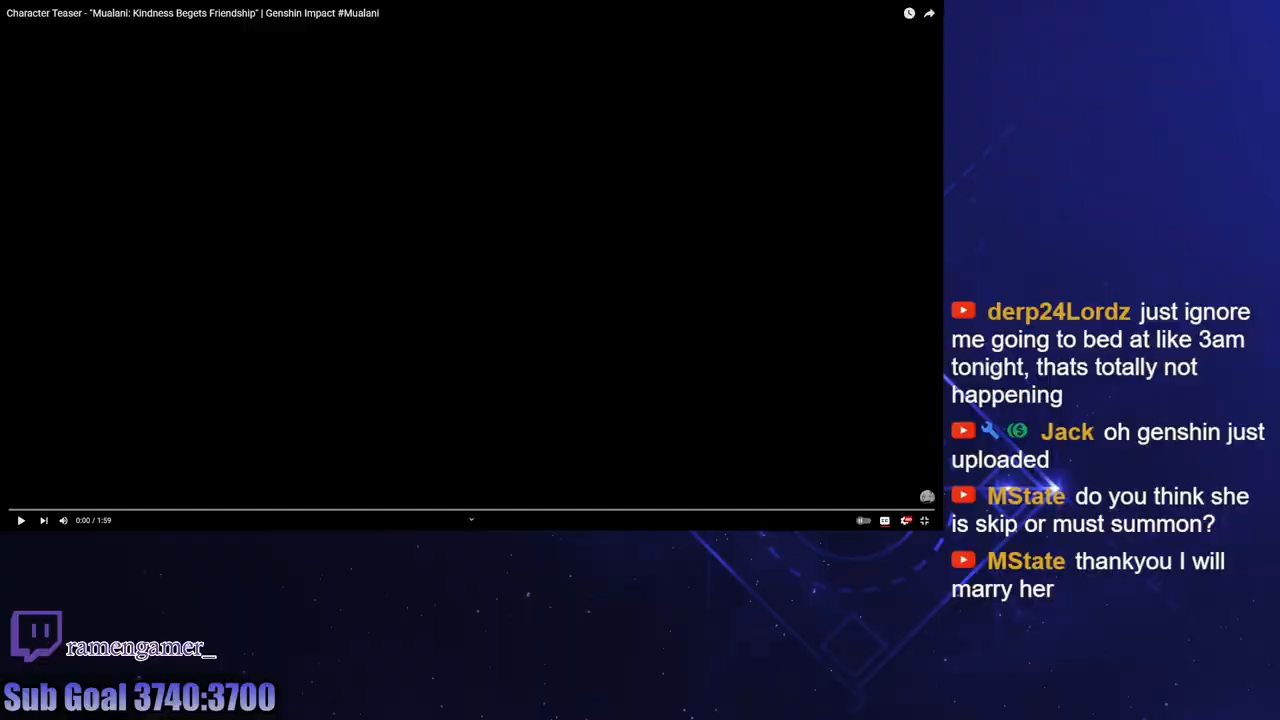 Character Teaser - "Mualani: Kindness Begets Friendship" | Genshin Impact #Mualani
derp24Lordz just ignore
me going to bed at like 3am
tonight, thats totally not
happening
Jack oh genshin just
uploaded
MState do you think she
is skip or must summon?
MState thankyou I will
marry her
0:00 / 1:59
ramengamer_
Sub Goal 3740:3700